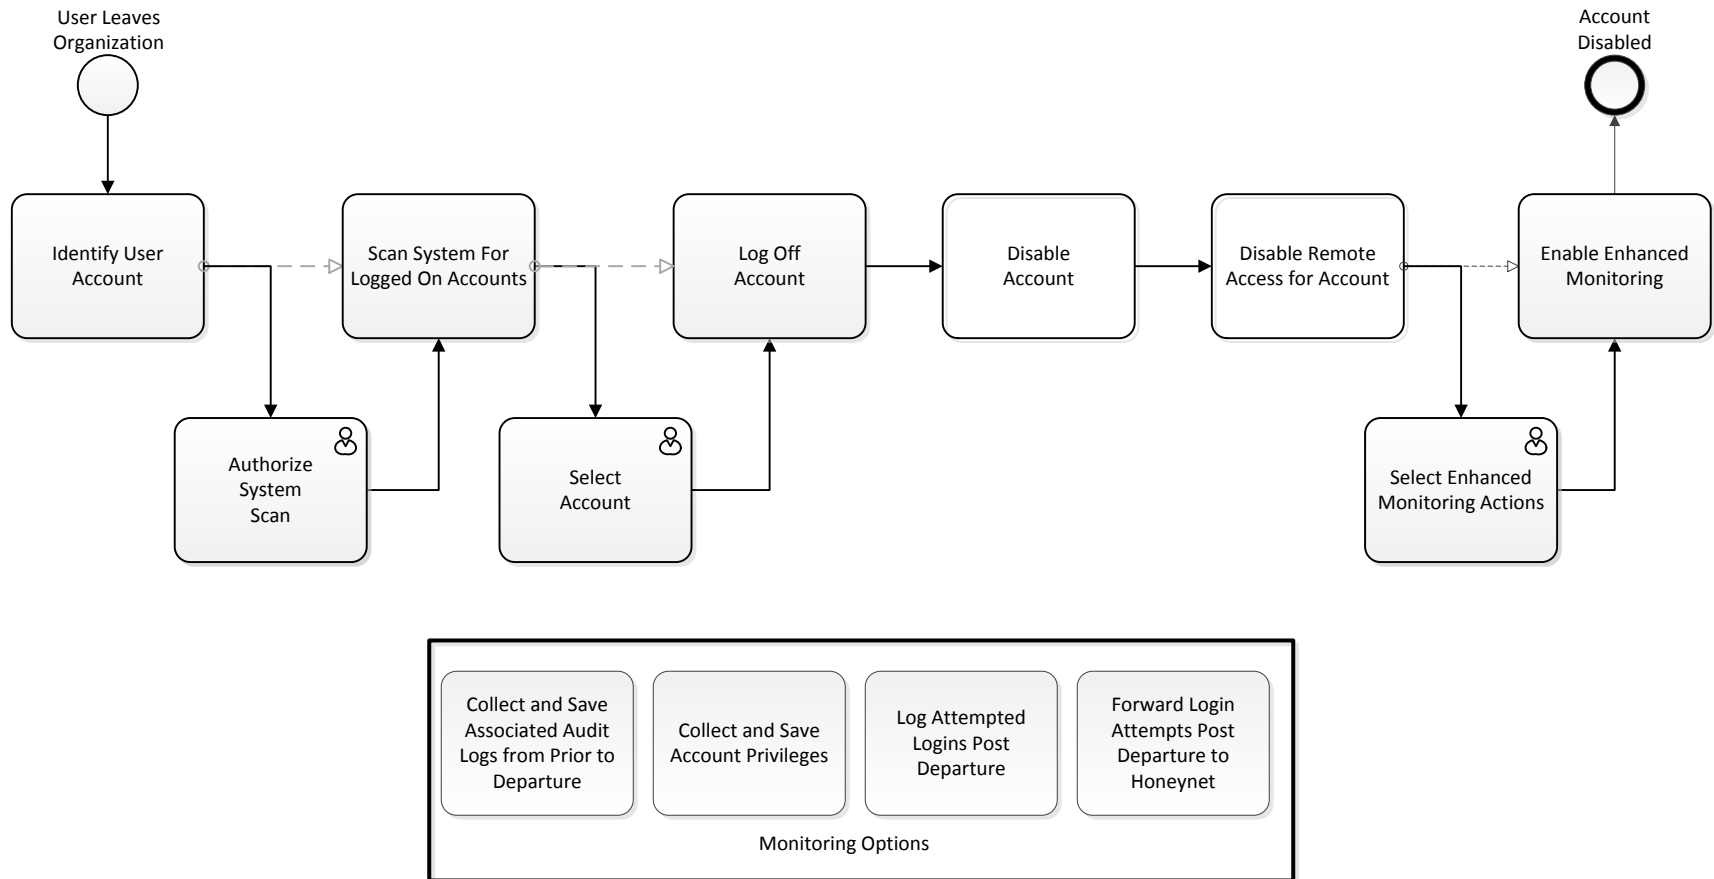 User Leaves
Organization
Account
Disabled
Identify User
Account
Scan System For
Logged On Accounts
Log Off
Account
Disable
Account
Disable Remote
Access for Account
Enable Enhanced
Monitoring
Authorize
System
Scan
Select
Account
Select Enhanced
Monitoring Actions
Collect and Save
Associated Audit
Logs from Prior to
Departure
Collect and Save
Account Privileges
Log Attempted
Logins Post
Departure
Forward Login
Attempts Post
Departure to
Honeynet
Monitoring Options